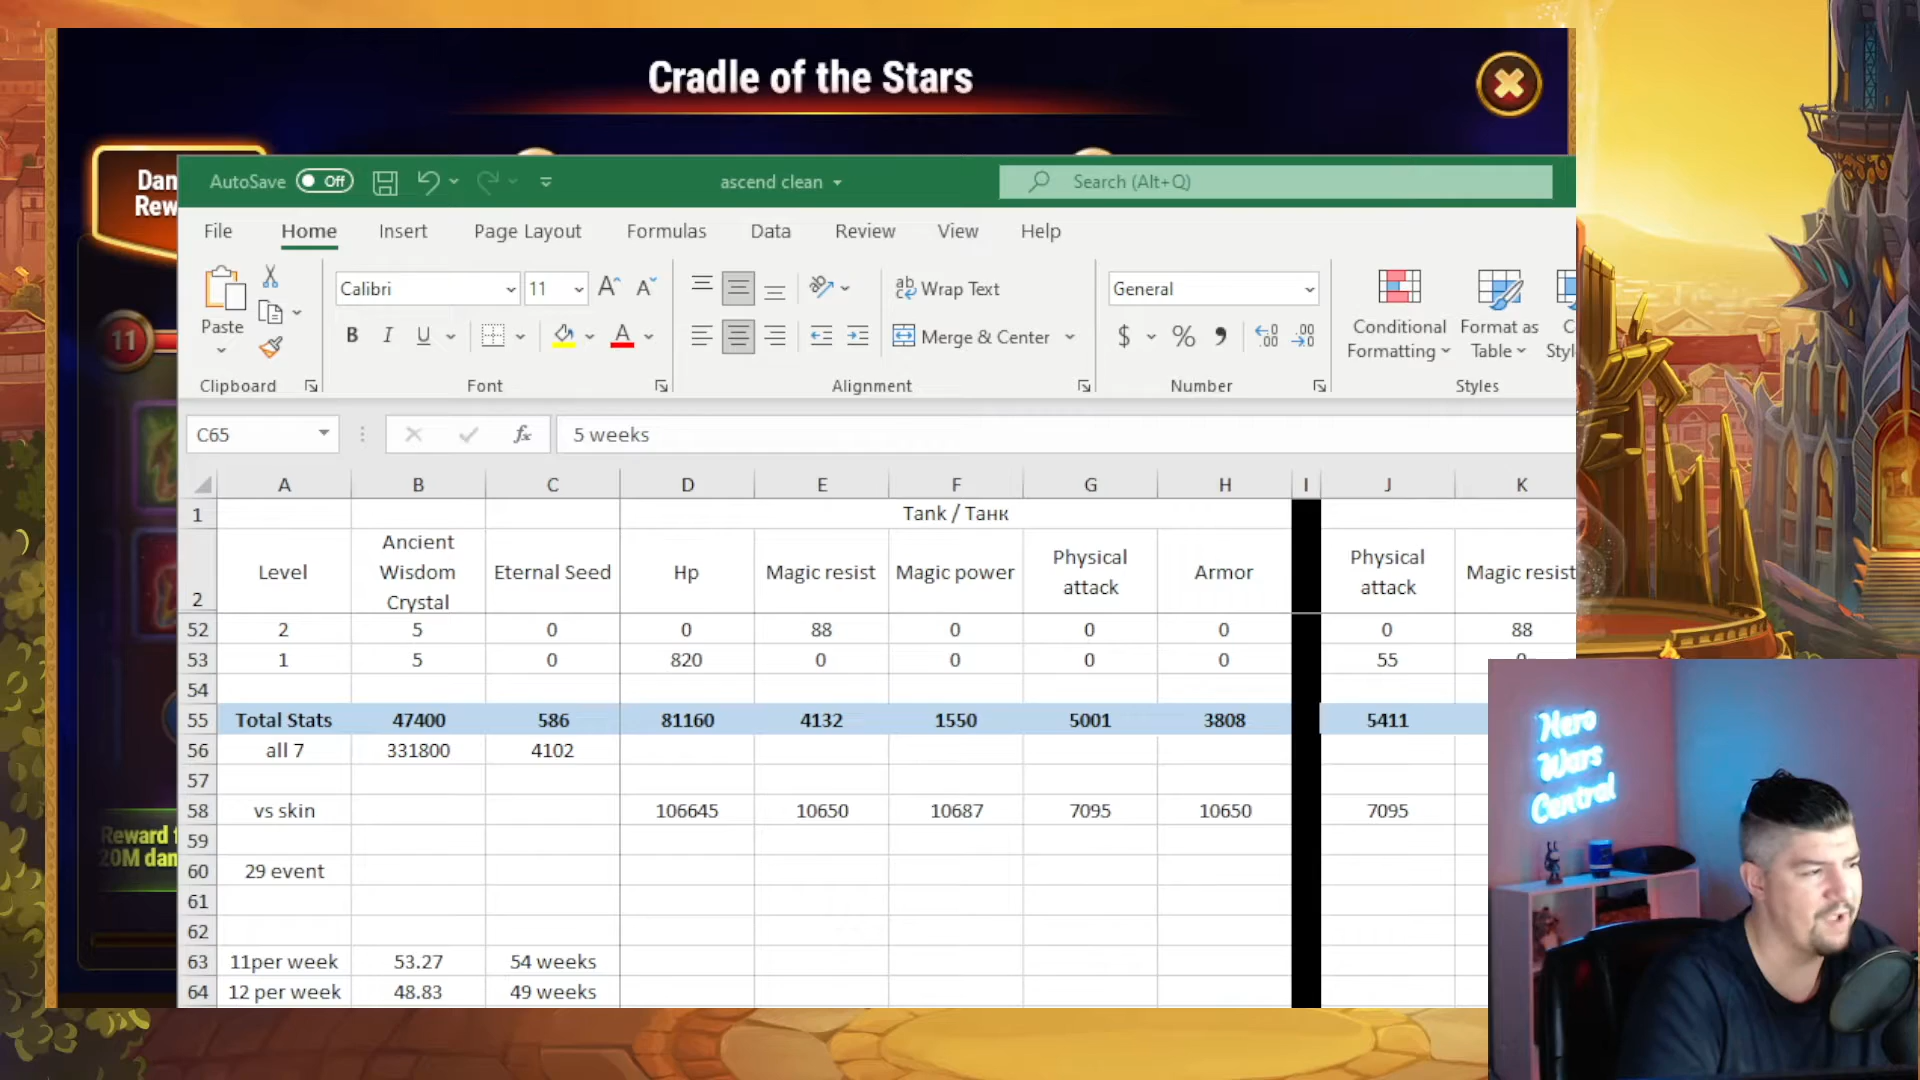 Cradle of the Stars
Dan
Rew
AutoSave Off ascend clean Search (Alt+Q)
File Home Insert Page Layout Formulas Data Review View Help
Calibri 11 A A Wrap Text General
11 Paste B I U A Merge & Center $ % Conditional Formatting Format as Table
Clipboard Font Alignment Number Styles
C65 fx 5 weeks
A B C D E F G H I J K
1 Tank / Танк
2 Level Ancient Wisdom Crystal Eternal Seed Hp Magic resist Magic power Physical attack Armor Physical attack Magic resist
52 2 5 0 0 88 0 0 0 0 88
53 1 5 0 820 0 0 0 0 55
54
55 Total Stats 47400 586 81160 4132 1550 5001 3808 5411
56 all 7 331800 4102
57
58 vs skin 106645 10650 10687 7095 10650 7095
59
60 29 event
61
62
63 11per week 53.27 54 weeks
64 12 per week 48.83 49 weeks
Reward
20M dam
Hero
Wars
Central